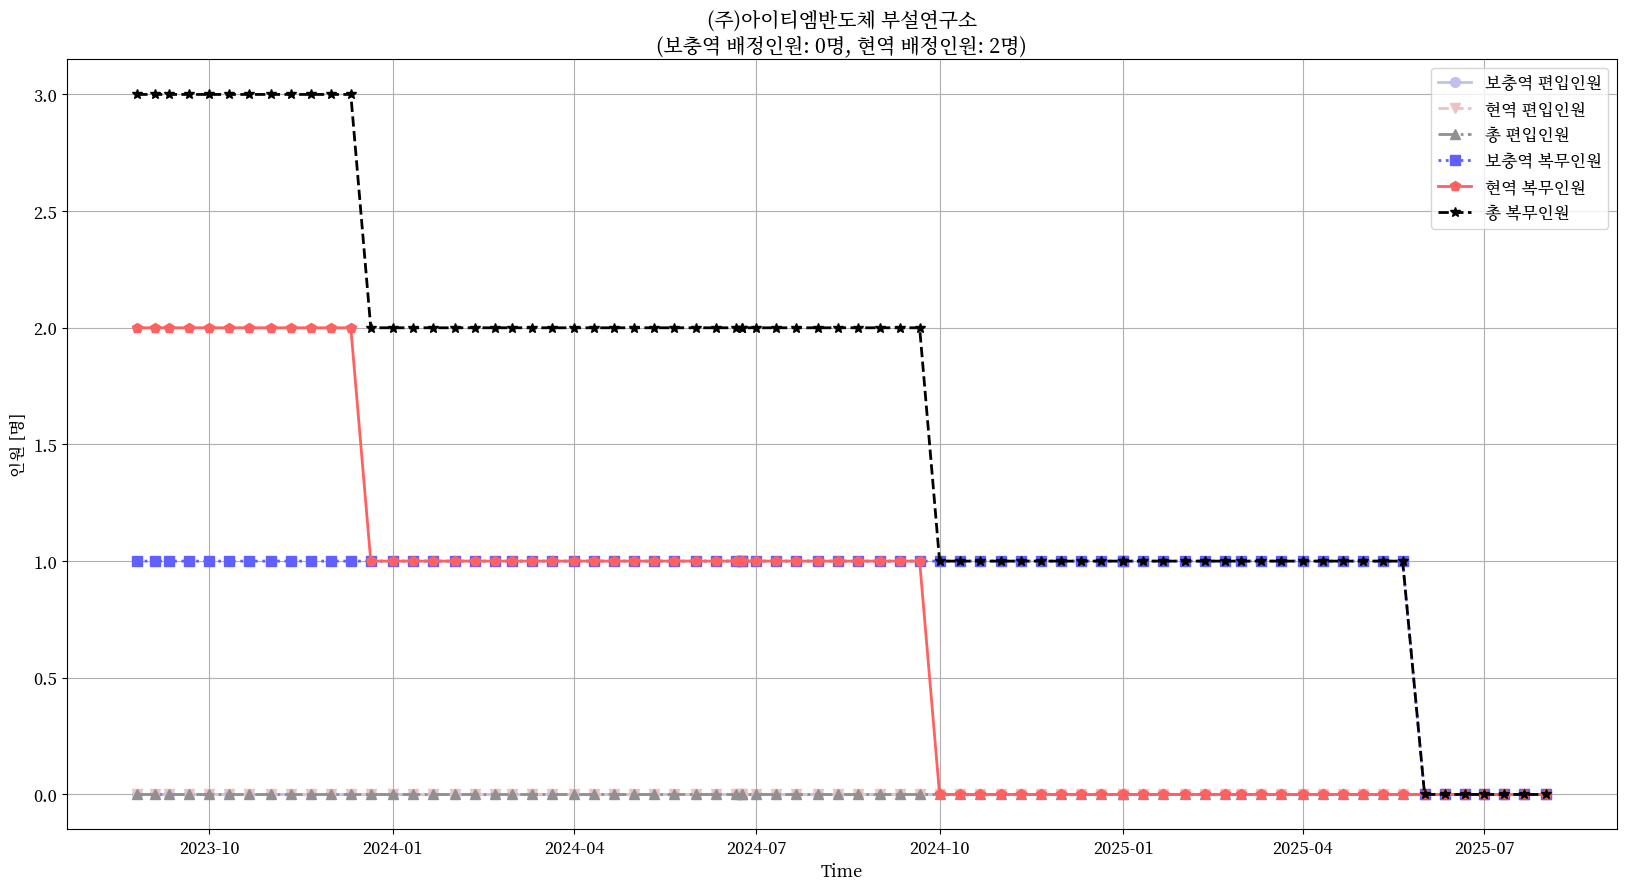 (주)아이티엠반도체 부설연구소
(보충역 배정인원: 0명, 현역 배정인원: 2명)
보충역 편입인원
현역 편입인원
총 편입인원
보충역 복무인원
현역 복무인원
총 복무인원
인원 [명]
3.0
2.5
2.0
1.5
1.0
0.5
0.0
2023-10
2024-01
2024-04
2024-07
2024-10
2025-01
2025-04
2025-07
Time